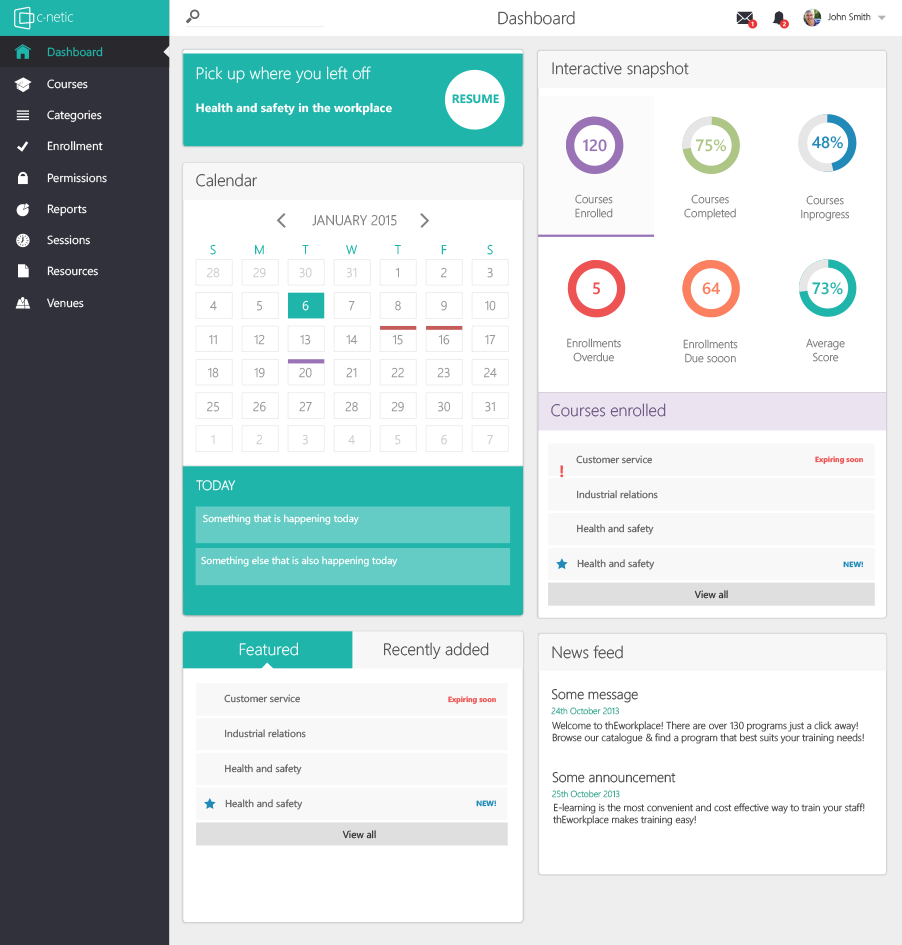 c-netic
Dashboard
1
2
John Smith
Dashboard
Courses
Categories
Enrollment
Permissions
Reports
Sessions
Resources
Venues
Pick up where you left off
Health and safety in the workplace
RESUME
Calendar
JANUARY 2015
S M T W T F S
28 29 30 31 1 2 3
4 5 6 7 8 9 10
11 12 13 14 15 16 17
18 19 20 21 22 23 24
25 26 27 28 29 30 31
1 2 3 4 5 6 7
TODAY
Something that is happening today
Something else that is also happening today
Featured Recently added
Customer service Expiring soon
Industrial relations
Health and safety
Health and safety NEW!
View all
Interactive snapshot
120 75% 48%
Courses Courses Courses
Enrolled Completed Inprogress
5 64 73%
Enrollments Enrollments Average
Overdue Due sooon Score
Courses enrolled
! Customer service Expiring soon
Industrial relations
Health and safety
Health and safety NEW!
View all
News feed
Some message
24th October 2013
Welcome to thEworkplace! There are over 130 programs just a click away!
Browse our catalogue & find a program that best suits your training needs!
Some announcement
25th October 2013
E-learning is the most convenient and cost effective way to train your staff!
thEworkplace makes training easy!